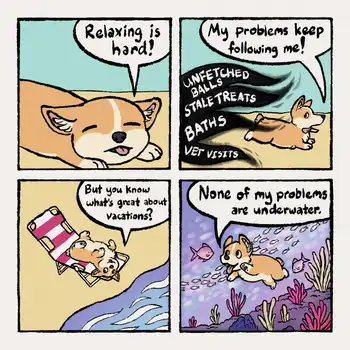 Relaxing is
hard!
My problems keep
following me!
UNFETCHED
BALLS
STALE TREATS
BATHS
VET VISITS
But you know
what's great about
vacations?
None of my problems
are underwater.